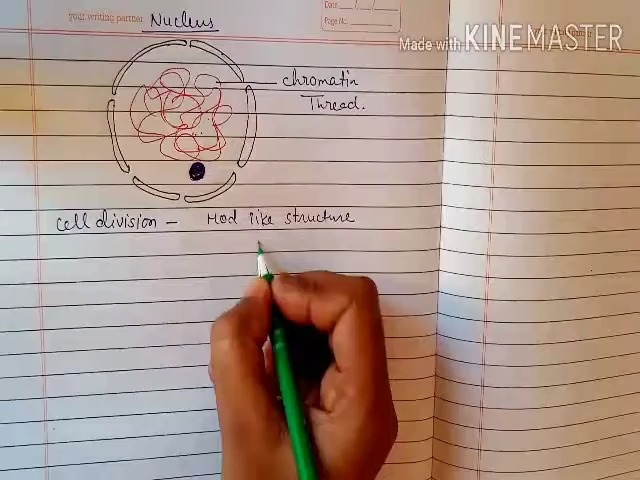 Date
your writing partner Nucleus
Page No.
Made with KINEMASTER
chromatin
Thread.
cell division - Rod like structure